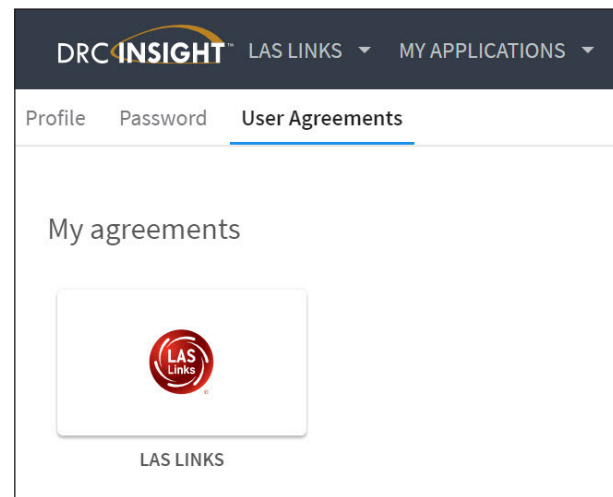 DRC INSIGHT™ LAS LINKS MY APPLICATIONS
Profile Password User Agreements
My agreements
LAS
Links
LAS LINKS